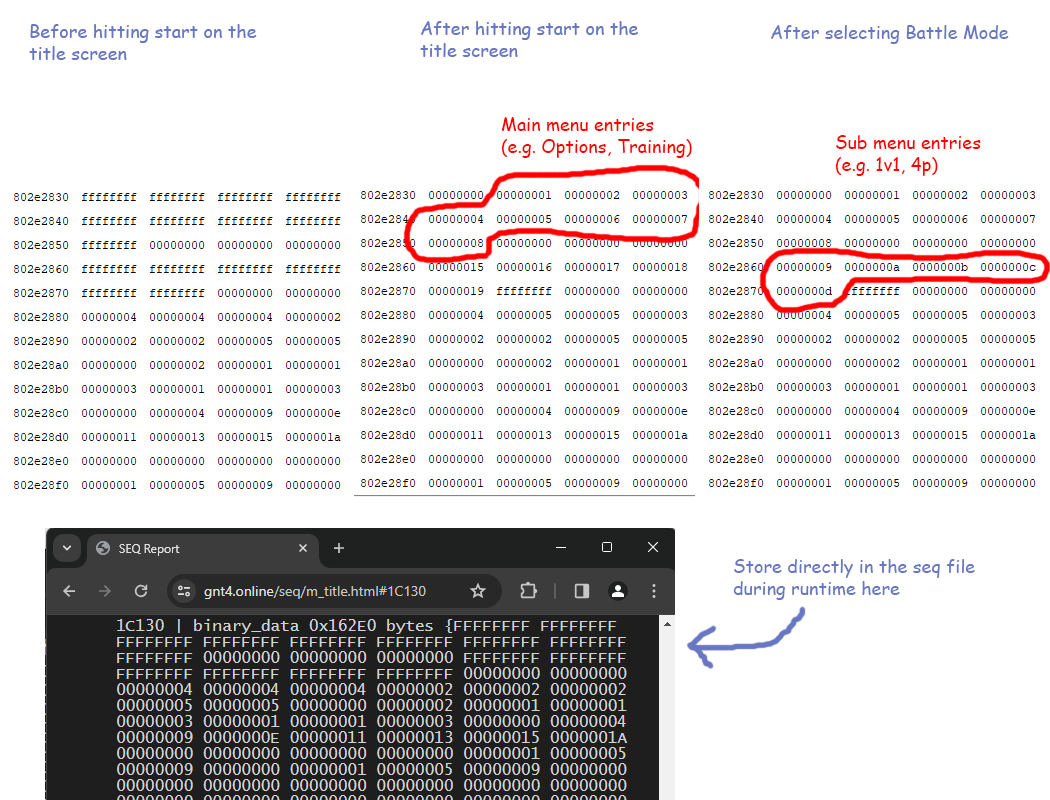 Before hitting start on the
title screen
After hitting start on the
title screen
After selecting Battle Mode
Main menu entries
(e.g. Options, Training)
Sub menu entries
(e.g. 1v1, 4p)
802e2830 ffffffff ffffffff ffffffff ffffffff
802e2840 ffffffff ffffffff ffffffff ffffffff
802e2850 ffffffff 00000000 00000000 00000000
802e2860 ffffffff ffffffff ffffffff ffffffff
802e2870 ffffffff ffffffff 00000000 00000000
802e2880 00000004 00000004 00000004 00000002
802e2890 00000002 00000002 00000005 00000005
802e28a0 00000000 00000002 00000001 00000001
802e28b0 00000003 00000001 00000001 00000003
802e28c0 00000000 00000004 00000009 0000000e
802e28d0 00000011 00000013 00000015 0000001a
802e28e0 00000000 00000000 00000000 00000000
802e28f0 00000001 00000005 00000009 00000000
802e2830 00000000 00000001 00000002 00000003
802e2840 00000004 00000005 00000006 00000007
802e2850 00000008 00000000 00000000 00000000
802e2860 00000015 00000016 00000017 00000018
802e2870 00000019 ffffffff 00000000 00000000
802e2880 00000004 00000005 00000005 00000003
802e2890 00000002 00000002 00000005 00000005
802e28a0 00000000 00000002 00000001 00000001
802e28b0 00000003 00000001 00000001 00000003
802e28c0 00000000 00000004 00000009 0000000e
802e28d0 00000011 00000013 00000015 0000001a
802e28e0 00000000 00000000 00000000 00000000
802e28f0 00000001 00000005 00000009 00000000
802e2830 00000000 00000001 00000002 00000003
802e2840 00000004 00000005 00000006 00000007
802e2850 00000008 00000000 00000000 00000000
802e2860 00000009 0000000a 0000000b 0000000c
802e2870 0000000d ffffffff 00000000 00000000
802e2880 00000004 00000005 00000005 00000003
802e2890 00000002 00000002 00000005 00000005
802e28a0 00000000 00000002 00000001 00000001
802e28b0 00000003 00000001 00000001 00000003
802e28c0 00000000 00000004 00000009 0000000e
802e28d0 00000011 00000013 00000015 0000001a
802e28e0 00000000 00000000 00000000 00000000
802e28f0 00000001 00000005 00000009 00000000
SEQ Report
gnt4.online/seq/m_title.html#1C130
1C130 | binary_data 0x162E0 bytes {FFFFFFFF FFFFFFFF
FFFFFFFF FFFFFFFF FFFFFFFF FFFFFFFF FFFFFFFF FFFFFFFF
FFFFFFFF 00000000 00000000 00000000 FFFFFFFF FFFFFFFF
FFFFFFFF FFFFFFFF FFFFFFFF FFFFFFFF 00000000 00000000
00000004 00000004 00000004 00000002 00000002 00000002
00000005 00000005 00000000 00000002 00000001 00000001
00000003 00000001 00000001 00000003 00000000 00000004
00000009 0000000E 00000011 00000013 00000015 0000001A
00000000 00000000 00000000 00000000 00000001 00000005
00000009 00000000 00000001 00000005 00000009 00000000
00000000 00000000 00000000 00000000 00000000 00000000
Store directly in the seq file
during runtime here